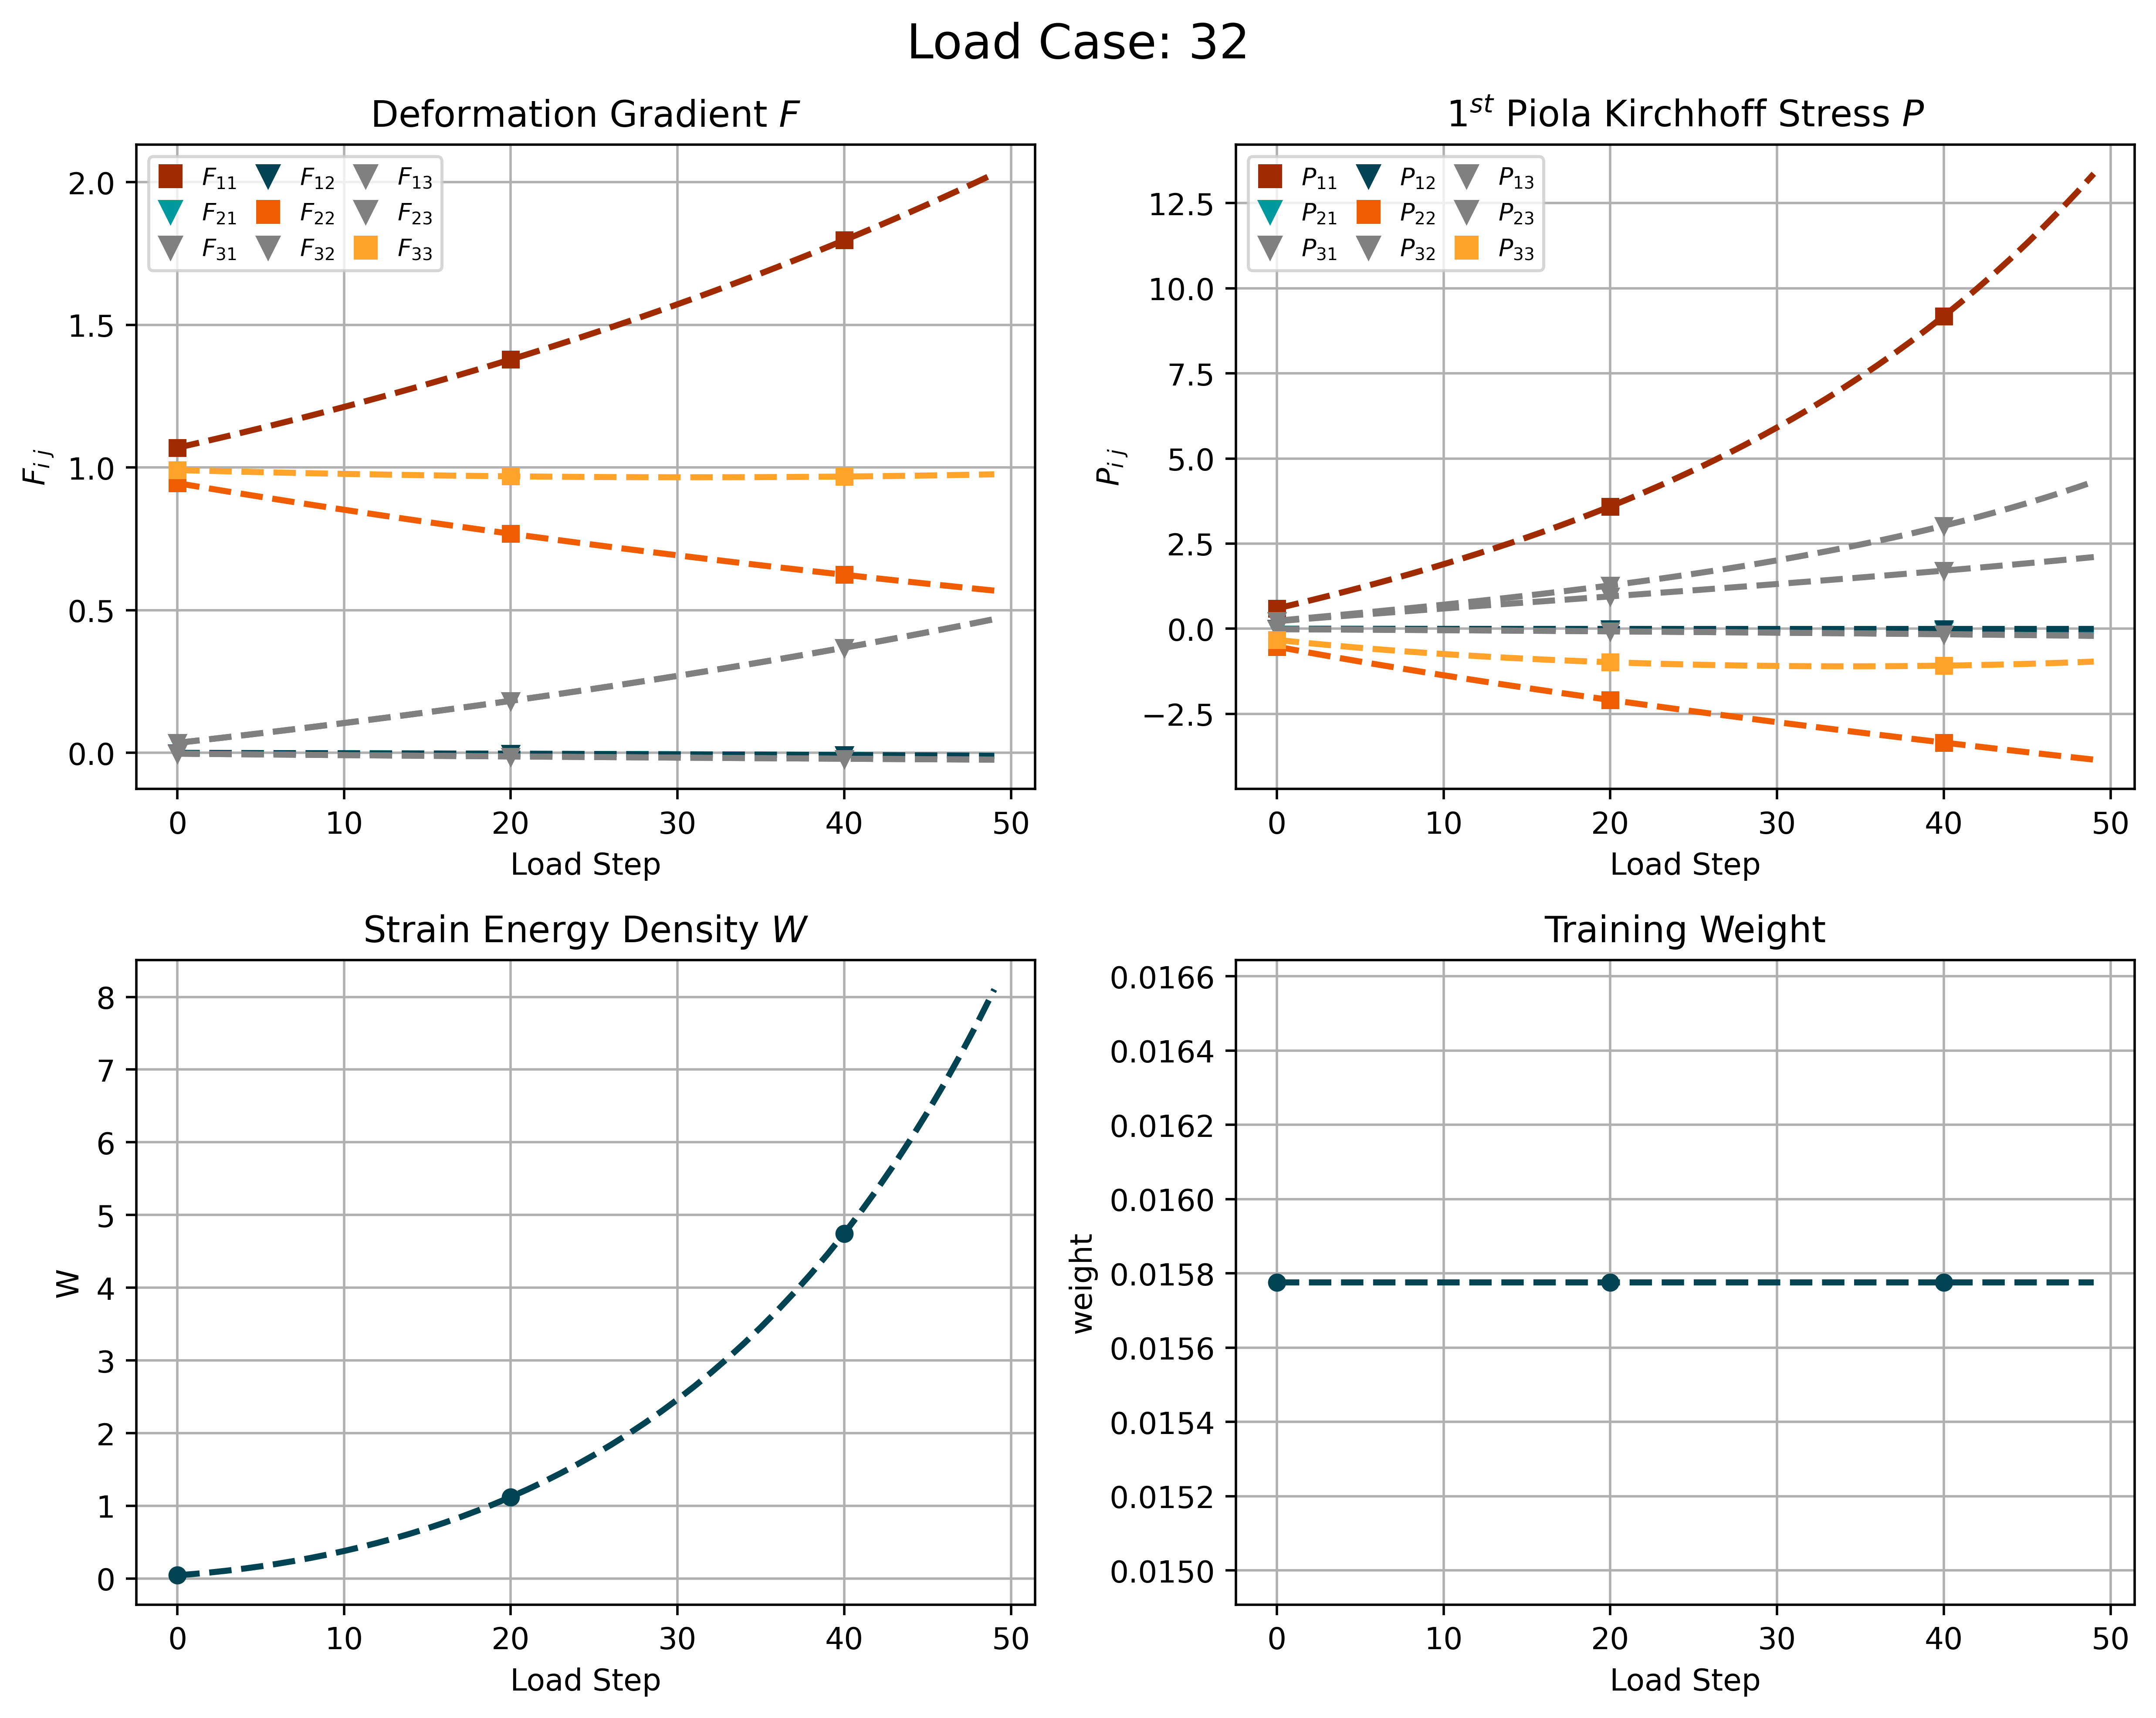 Load Case: 32
Deformation Gradient F
F11 F12 F13
F21 F22 F23
F31 F32 F33
2.0
1.5
1.0
0.5
0.0
F_{i j}
0 10 20 30 40 50
Load Step
1^{st} Piola Kirchhoff Stress P
P11 P12 P13
P21 P22 P23
P31 P32 P33
12.5
10.0
7.5
5.0
2.5
0.0
−2.5
P_{i j}
0 10 20 30 40 50
Load Step
Strain Energy Density W
8
7
6
5
4
3
2
1
0
W
0 10 20 30 40 50
Load Step
Training Weight
0.0166
0.0164
0.0162
0.0160
0.0158
0.0156
0.0154
0.0152
0.0150
weight
0 10 20 30 40 50
Load Step